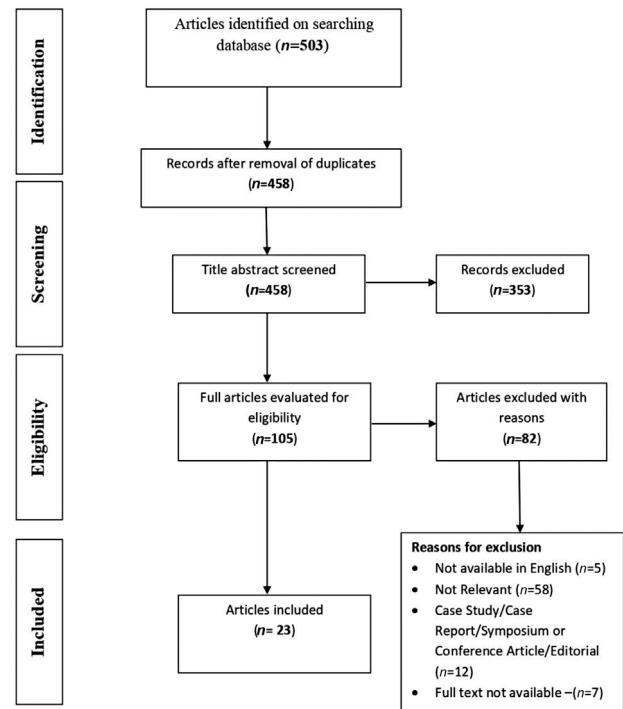 Identification
Articles identified on searching
database (n=503)
Records after removal of duplicates
(n=458)
Screening
Title abstract screened
(n=458)
Records excluded
(n=353)
Eligibility
Full articles evaluated for
eligibility
(n=105)
Articles excluded with
reasons
(n=82)
Included
Articles included
(n= 23)
Reasons for exclusion
• Not available in English (n=5)
• Not Relevant (n=58)
• Case Study/Case
Report/Symposium or
Conference Article/Editorial
(n=12)
• Full text not available –(n=7)